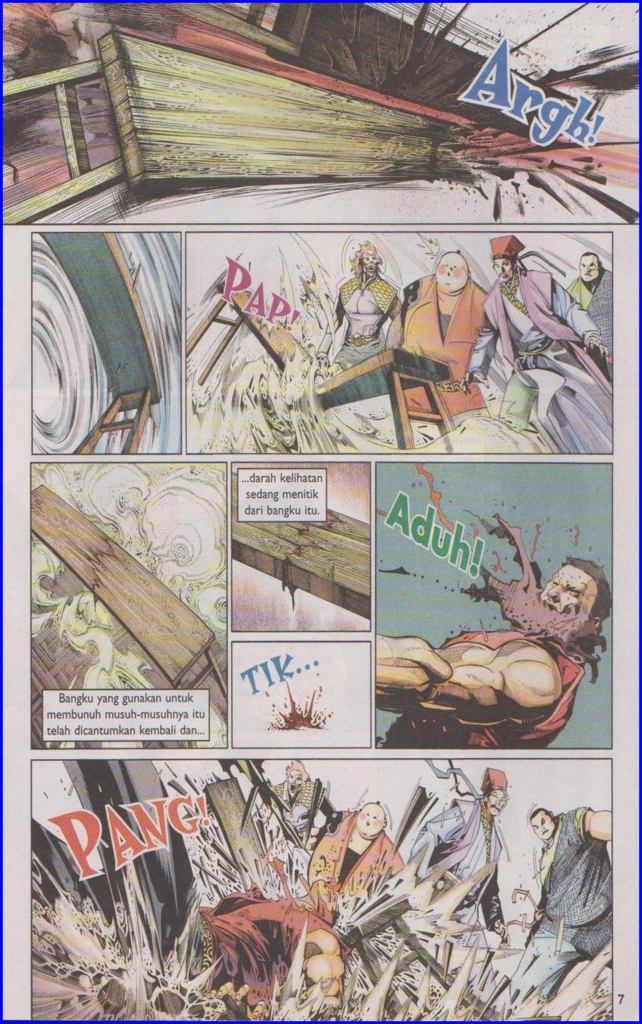 Argh!
PAP!
Bangku yang gunakan untuk
membunuh musuh-musuhnya itu
telah dicantumkan kembali dan...
...darah kelihatan
sedang menitik
dari bangku itu.
TIK...
Aduh!
PANG!
7